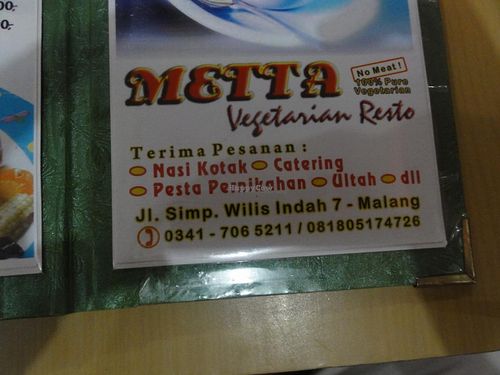 00,-
0,-
METTA
No Meat !
100% Pure
Vegetarian
Vegetarian Resto
Terima Pesanan :
Nasi Kotak Catering
Pesta Pernikahan Ultah dll
Jl. Simp. Wilis Indah 7 - Malang
0341 - 706 5211 / 081805174726
HappyCow